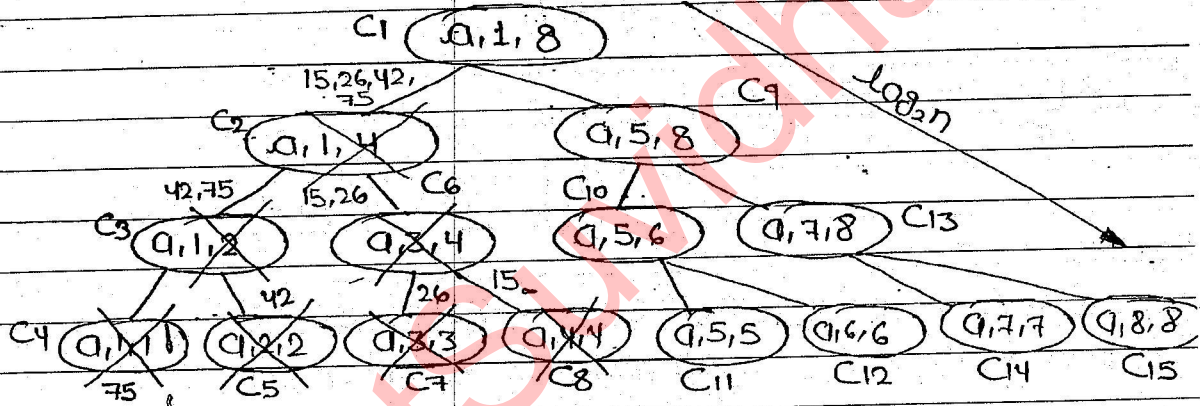 C1 a,1,8
15,26,42,
75
C9
log₂n
C2 a,1,4
a,5,8
42,75
15,26
C6
C10
C3 a,1,2
a,3,4
a,5,6
a,7,8 C13
42
26
15
C4 a,1,1
a,2,2
a,3,3
a,4,4
a,5,5
a,6,6
a,7,7
a,8,8
75
C5
C7
C8
C11
C12
C14
C15
Suvidh